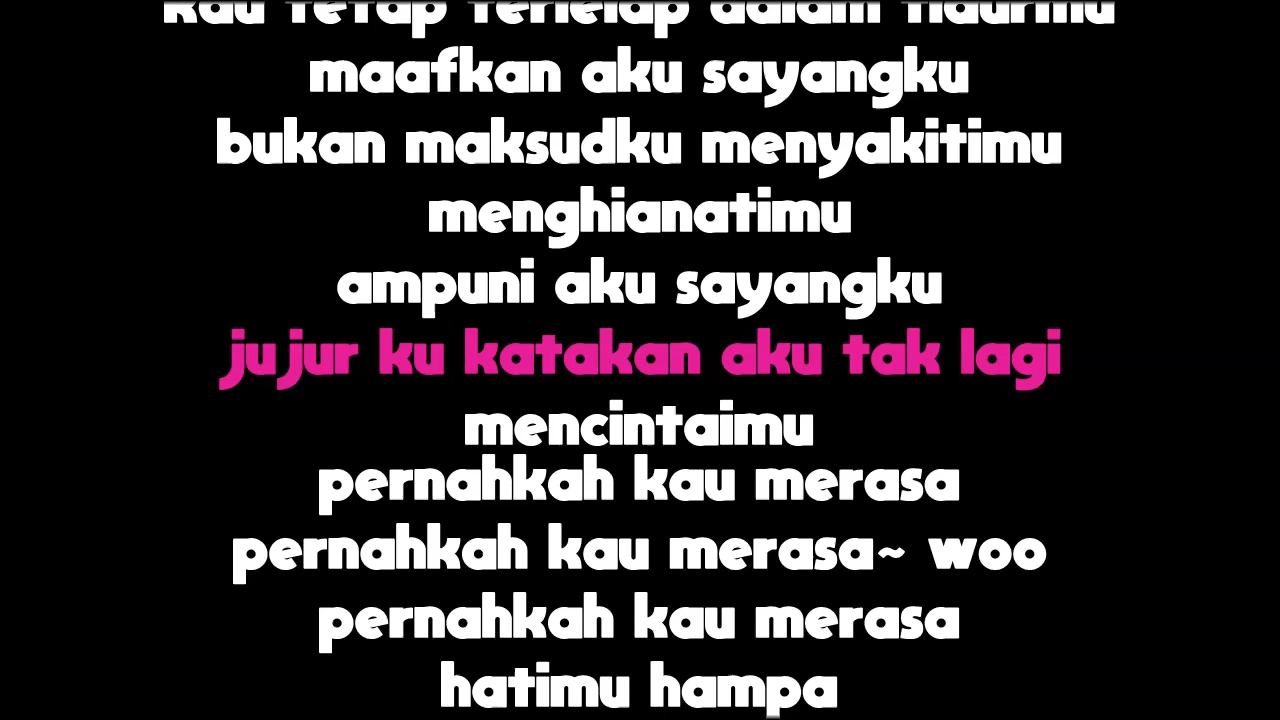 kau tetap terlelap dalam tidurmu
maafkan aku sayangku
bukan maksudku menyakitimu
menghianatimu
ampuni aku sayangku
jujur ku katakan aku tak lagi
mencintaimu
pernahkah kau merasa
pernahkah kau merasa~ woo
pernahkah kau merasa
hatimu hampa